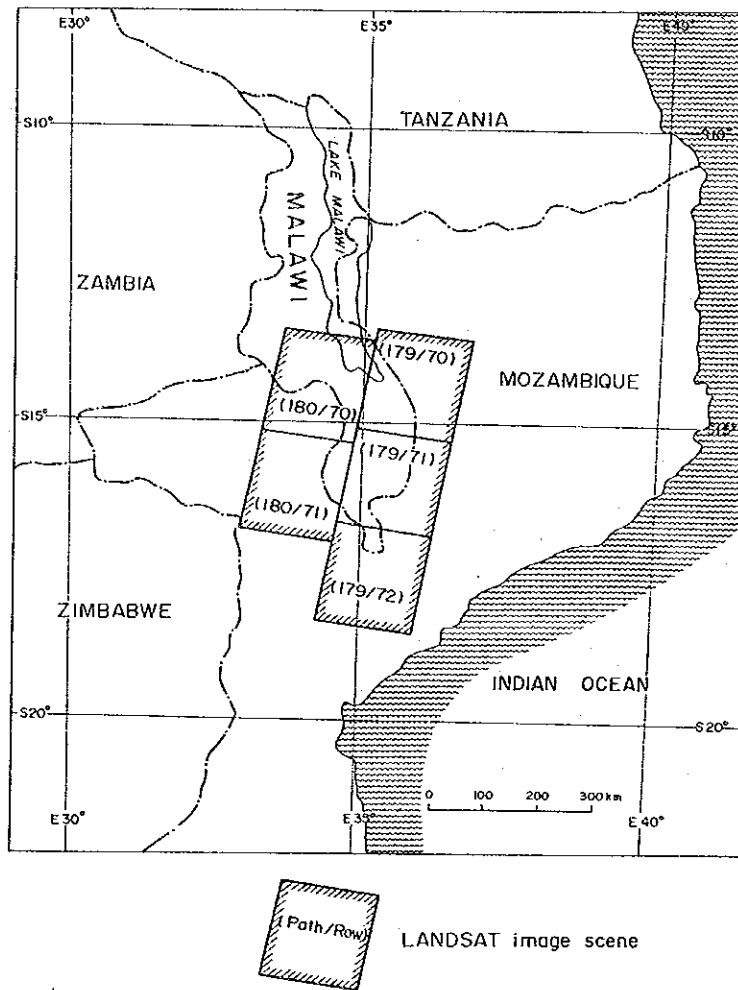 E30° E35° E40°
S10° TANZANIA S10°
LAKE MALAWI
MALAWI
ZAMBIA
(179/70)
MOZAMBIQUE
(180/70)
S15° S15°
(179/71)
(180/71)
(179/72)
ZIMBABWE
INDIAN OCEAN
S20° S20°
0 100 200 300 km
E30° E35° E40°
(Path/Row)
LANDSAT image scene